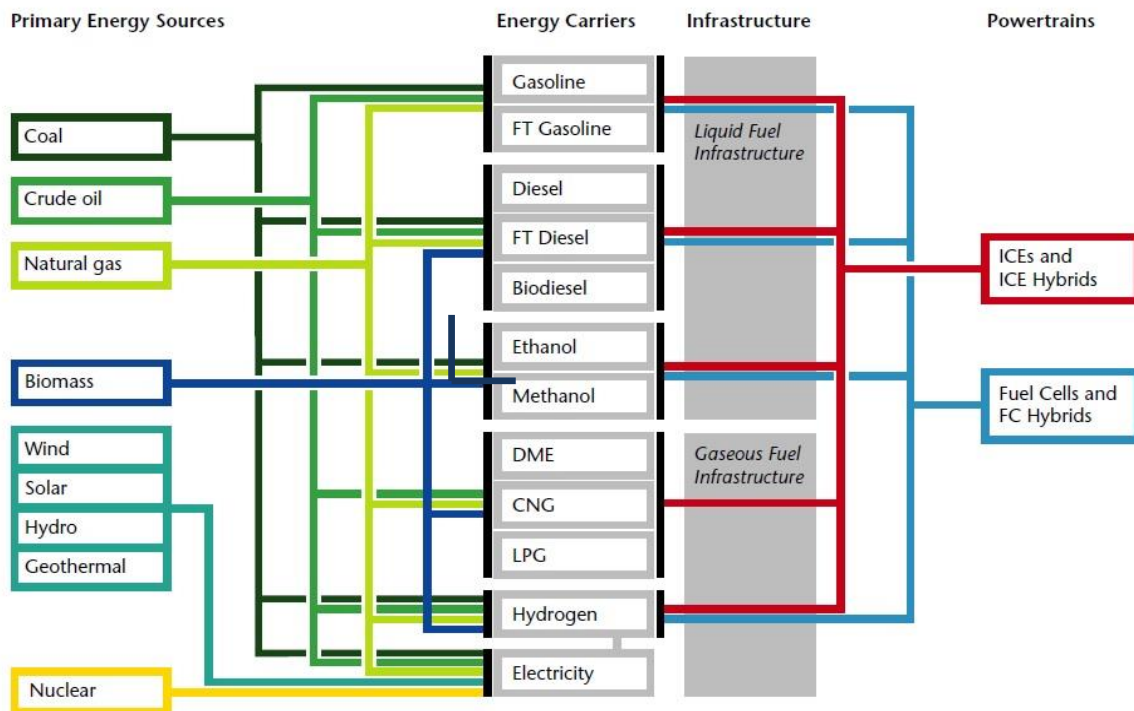 Primary Energy Sources
Energy Carriers
Infrastructure
Powertrains
Coal
Crude oil
Natural gas
Biomass
Wind
Solar
Hydro
Geothermal
Nuclear
Gasoline
FT Gasoline
Diesel
FT Diesel
Biodiesel
Ethanol
Methanol
DME
CNG
LPG
Hydrogen
Electricity
Liquid Fuel
Infrastructure
Gaseous Fuel
Infrastructure
ICEs and
ICE Hybrids
Fuel Cells and
FC Hybrids